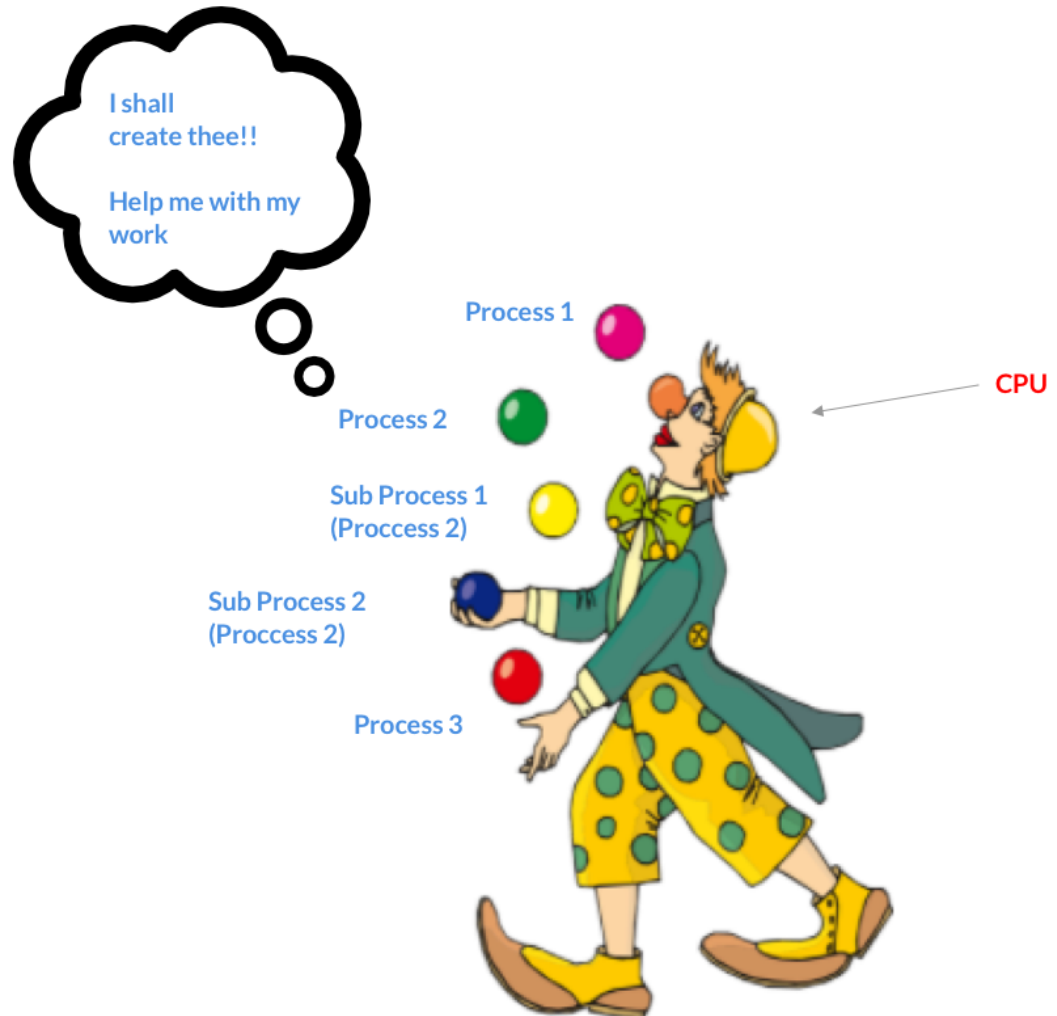 I shall
create thee!!
Help me with my
work
Process 1
CPU
Process 2
Sub Process 1
(Proccess 2)
Sub Process 2
(Proccess 2)
Process 3